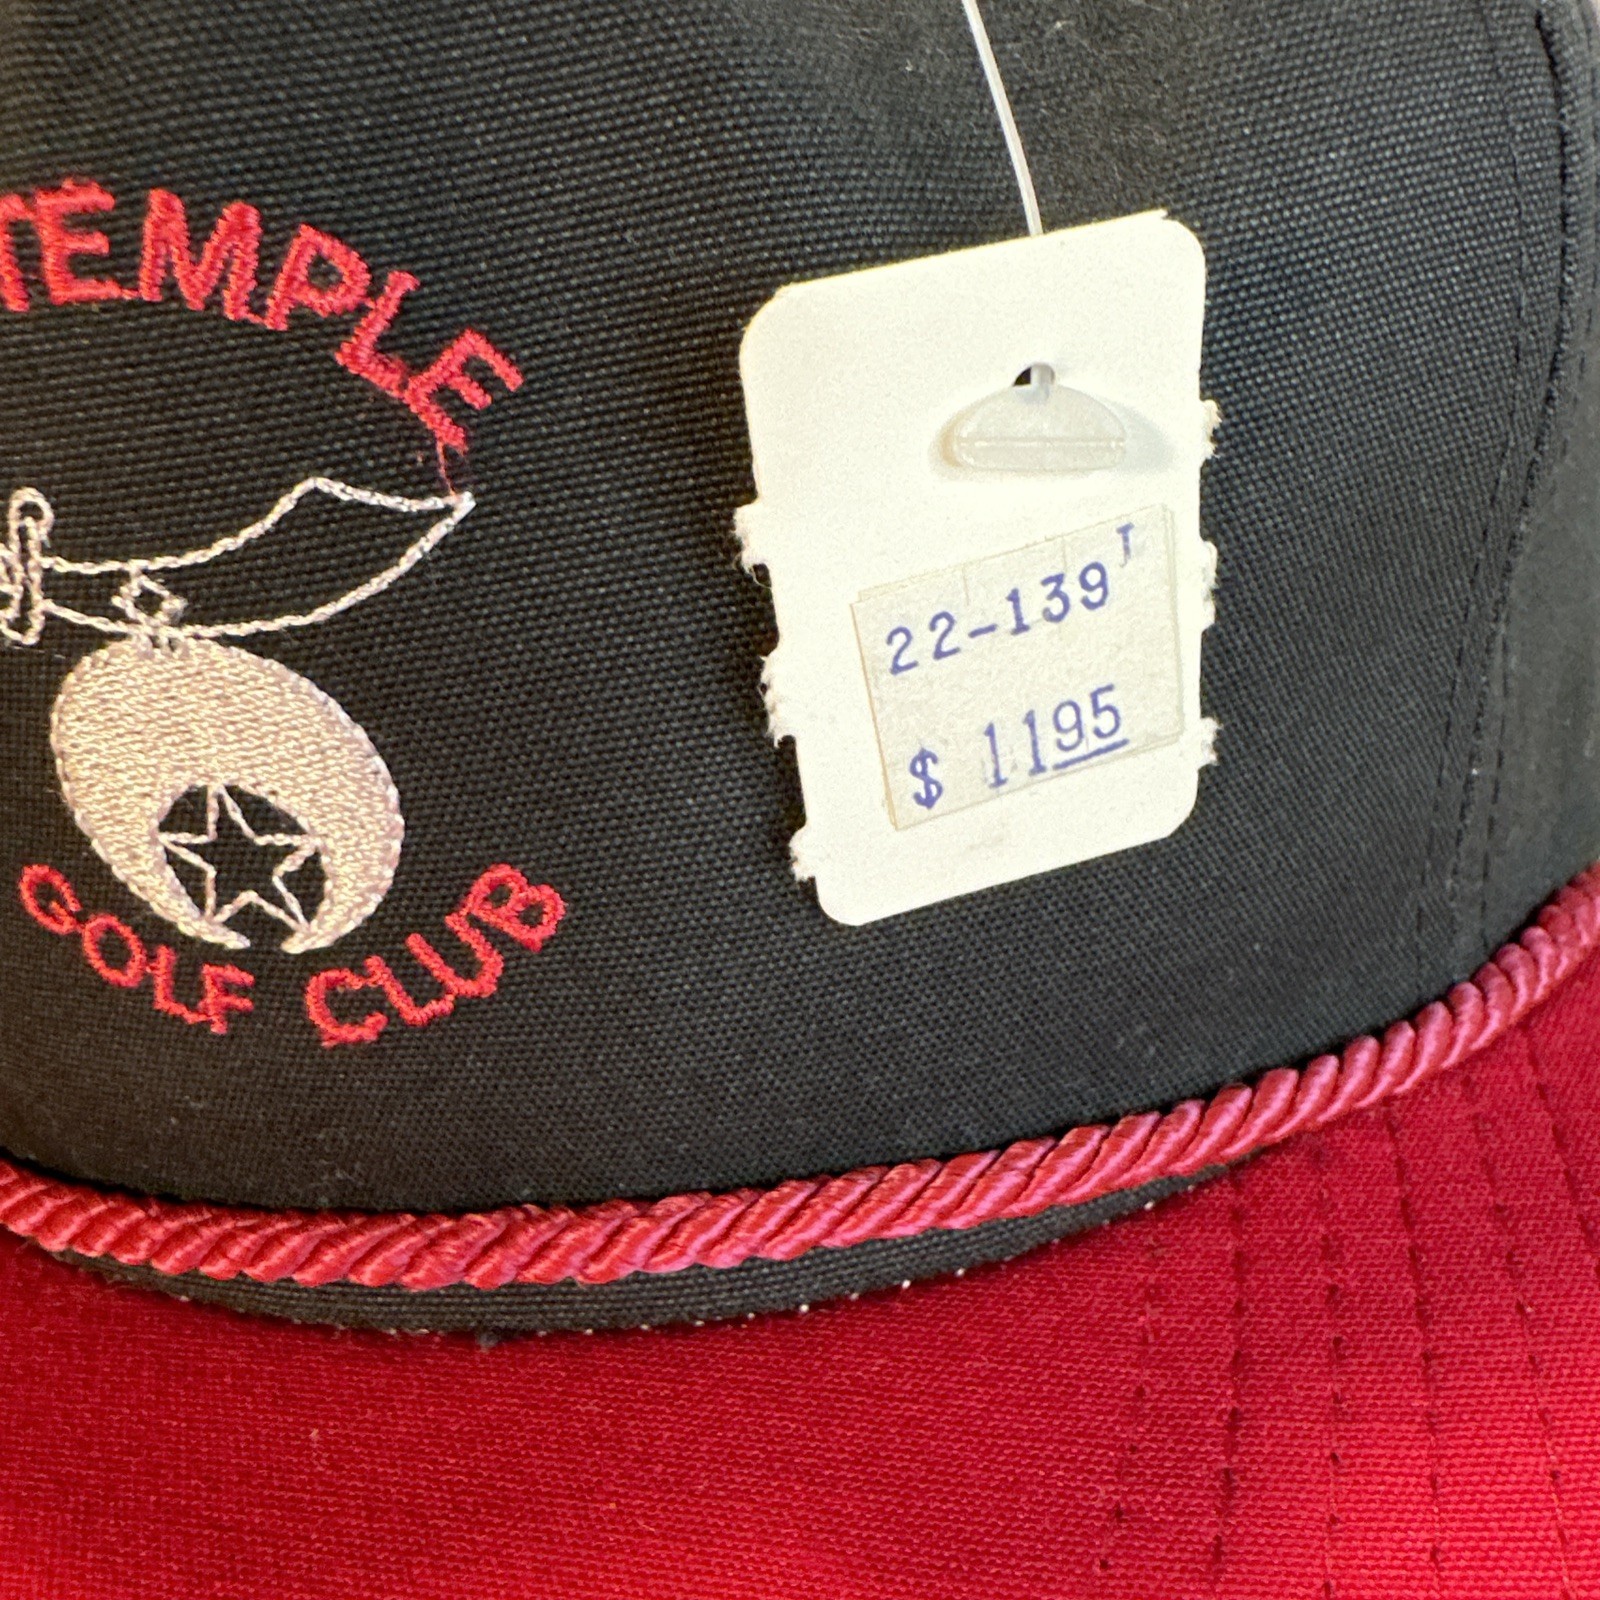 TEMPLE
GOLF CLUB
22-139 T
$ 1195